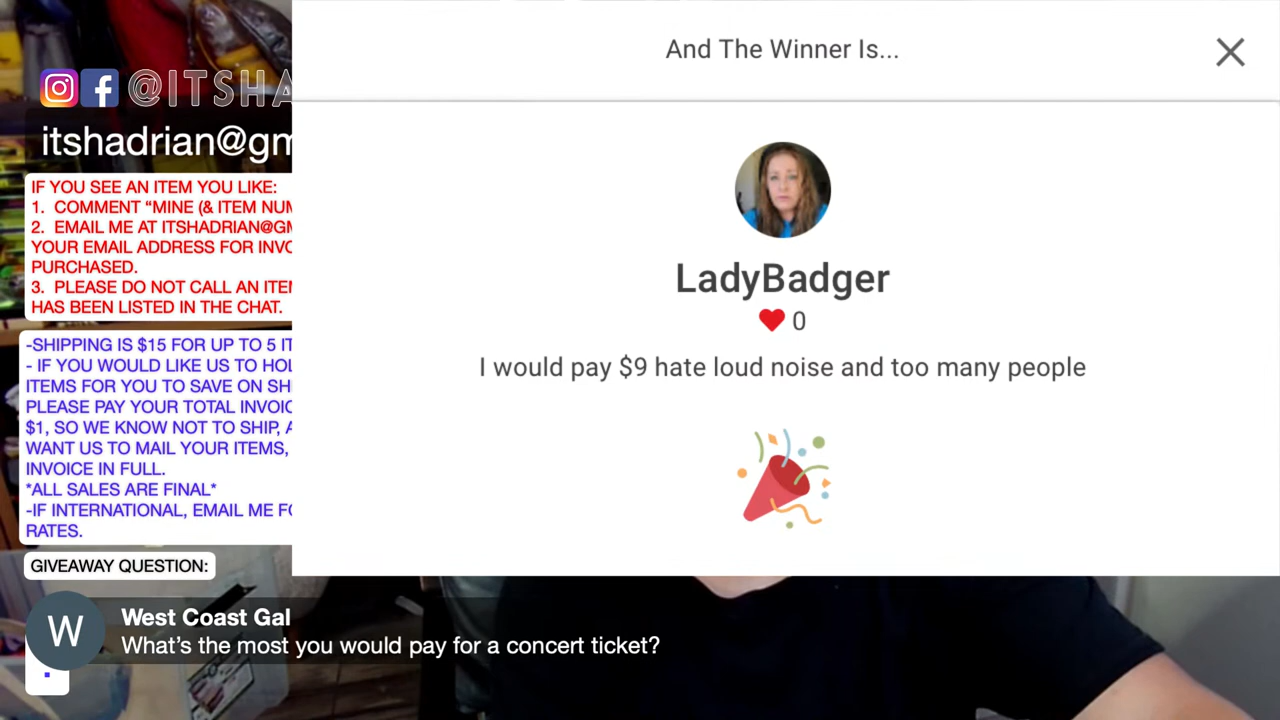 And The Winner Is...
@ITSHA
itshadrian@gm
IF YOU SEE AN ITEM YOU LIKE:
1. COMMENT “MINE (& ITEM NUM
2. EMAIL ME AT ITSHADRIAN@GM
YOUR EMAIL ADDRESS FOR INVO
PURCHASED.
3. PLEASE DO NOT CALL AN ITEM
HAS BEEN LISTED IN THE CHAT.
-SHIPPING IS $15 FOR UP TO 5 IT
- IF YOU WOULD LIKE US TO HOL
ITEMS FOR YOU TO SAVE ON SH
PLEASE PAY YOUR TOTAL INVOIC
$1, SO WE KNOW NOT TO SHIP, A
WANT US TO MAIL YOUR ITEMS,
INVOICE IN FULL.
*ALL SALES ARE FINAL*
-IF INTERNATIONAL, EMAIL ME FO
RATES.
LadyBadger
0
I would pay $9 hate loud noise and too many people
GIVEAWAY QUESTION:
W
West Coast Gal
What’s the most you would pay for a concert ticket?